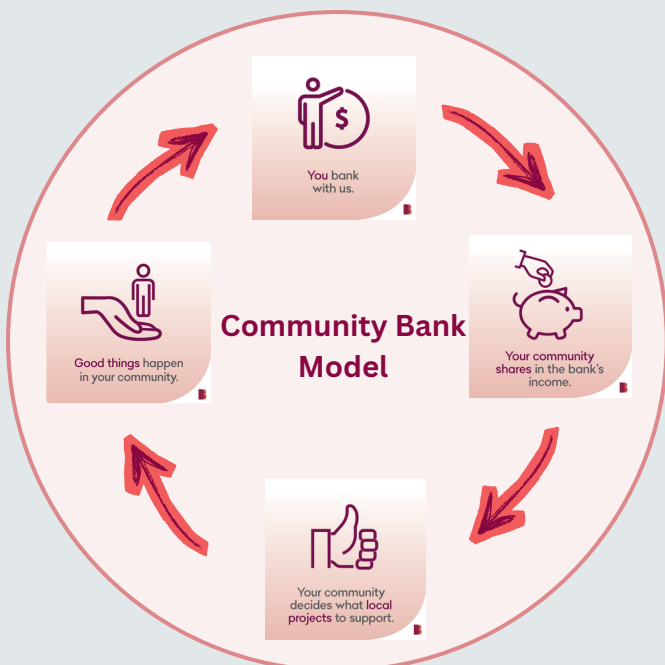 You bank
with us.
Your community
shares in the bank's
income.
Your community
decides what local
projects to support.
Good things happen
in your community.
Community Bank
Model
$
B
B
B
B